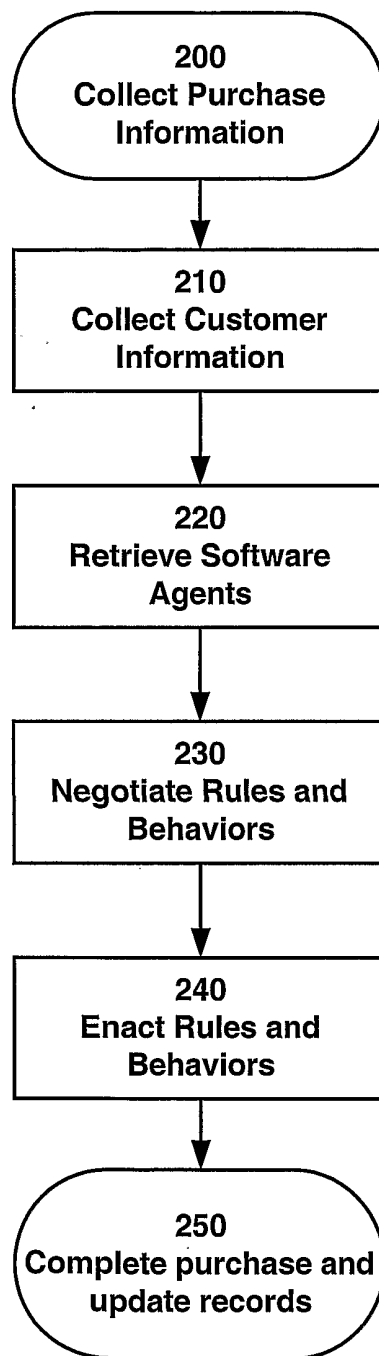 200
Collect Purchase
Information
210
Collect Customer
Information
220
Retrieve Software
Agents
230
Negotiate Rules and
Behaviors
240
Enact Rules and
Behaviors
250
Complete purchase and
update records